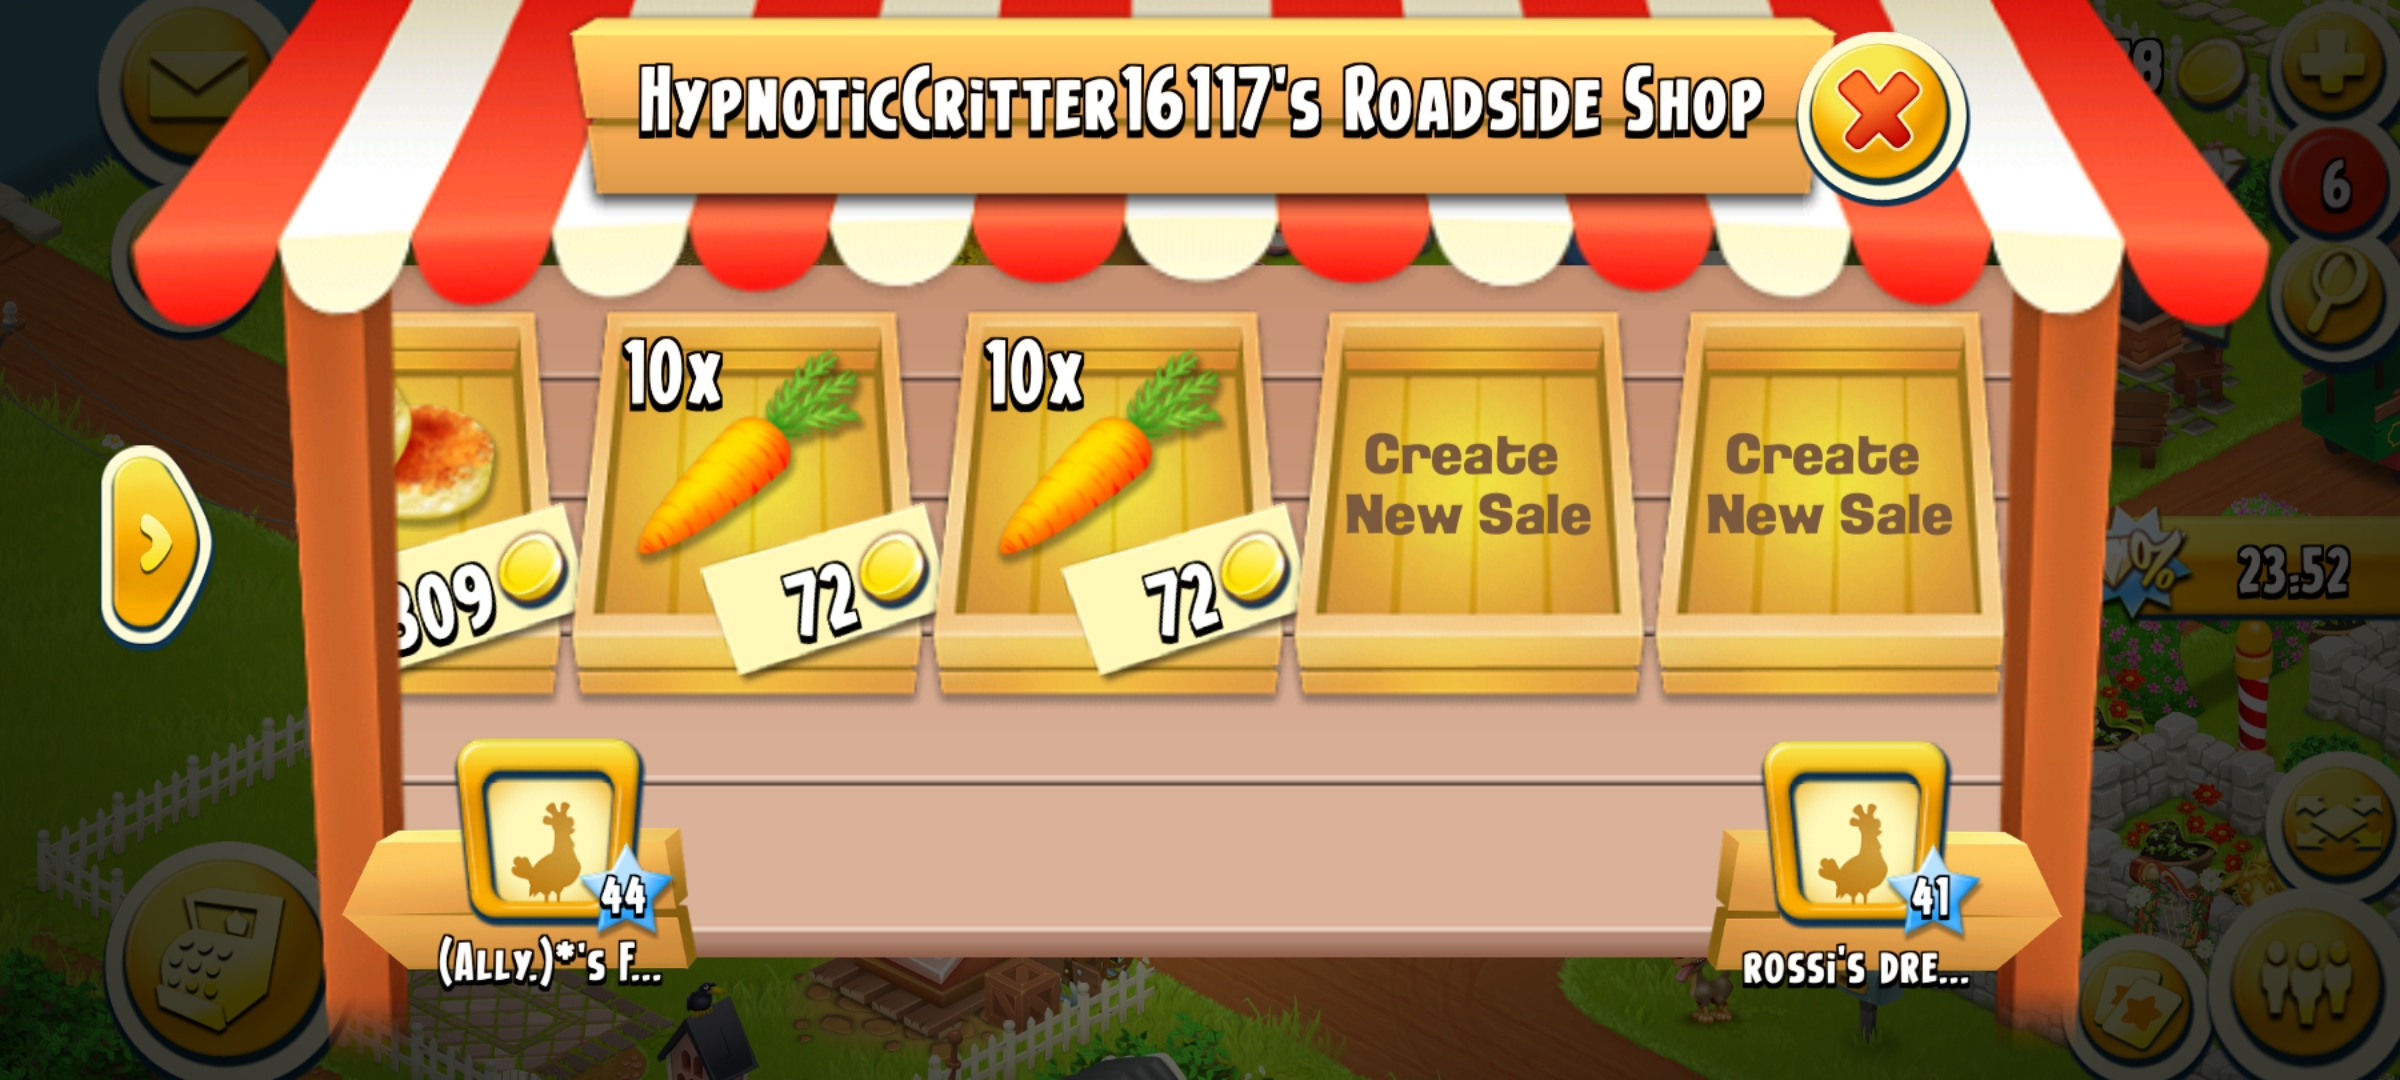 HypnoticCritter16117's Roadside Shop
6
10x
10x
Create
New Sale
Create
New Sale
309
72
72
23:52
44
41
(Ally.)*'s F...
ROSSi'S DRE...